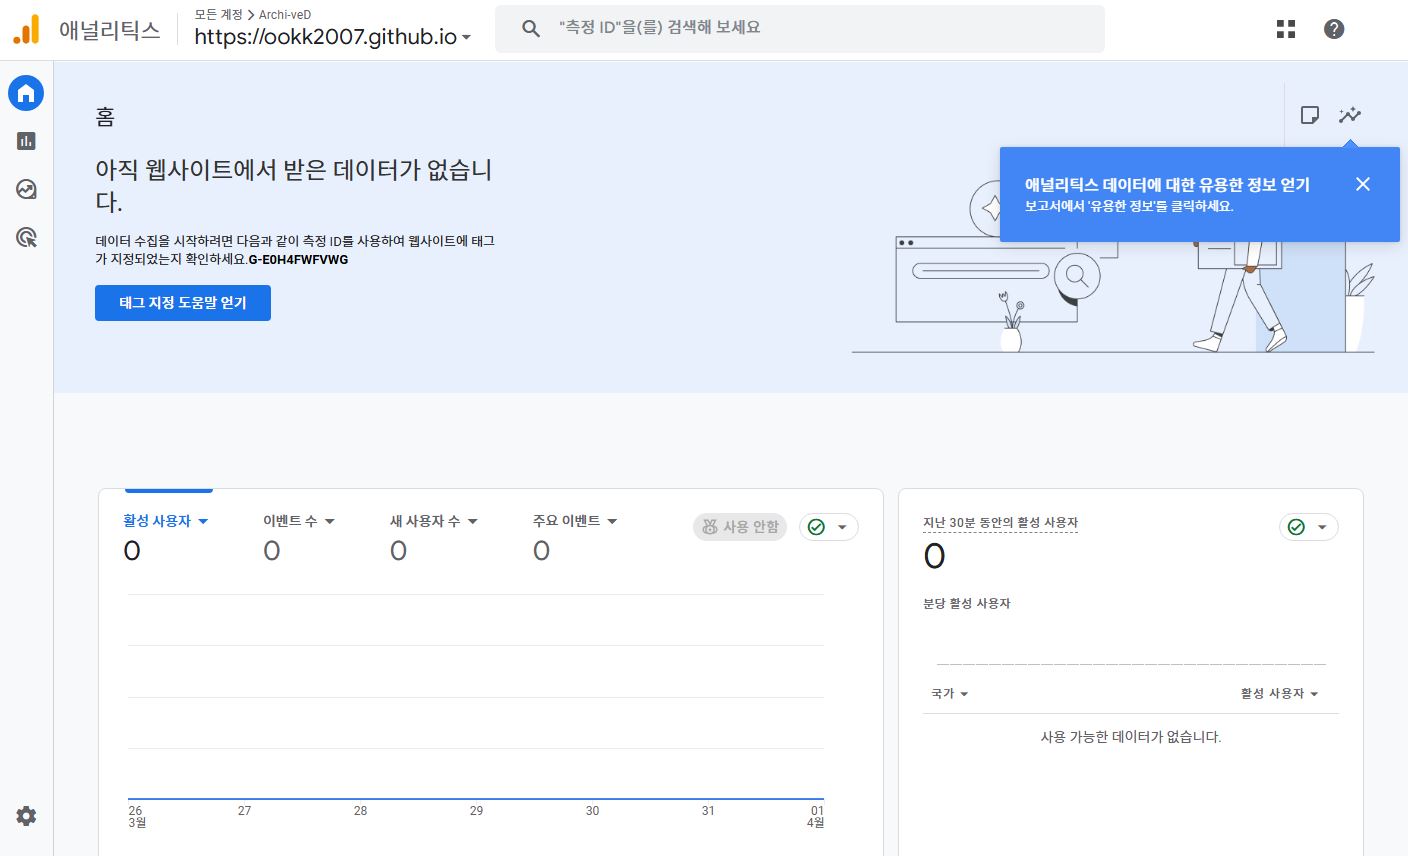 애널리틱스
모든 계정 > Archi-veD
https://ookk2007.github.io
"측정 ID"을(를) 검색해 보세요
홈
아직 웹사이트에서 받은 데이터가 없습니
다.
데이터 수집을 시작하려면 다음과 같이 측정 ID를 사용하여 웹사이트에 태그
가 지정되었는지 확인하세요.G-E0H4FWFVWG
태그 지정 도움말 얻기
애널리틱스 데이터에 대한 유용한 정보 얻기
보고서에서 '유용한 정보'를 클릭하세요.
활성 사용자
0
이벤트 수
0
새 사용자 수
0
주요 이벤트
0
사용 안함
26
3월
27
28
29
30
31
01
4월
지난 30분 동안의 활성 사용자
0
분당 활성 사용자
국가
활성 사용자
사용 가능한 데이터가 없습니다.